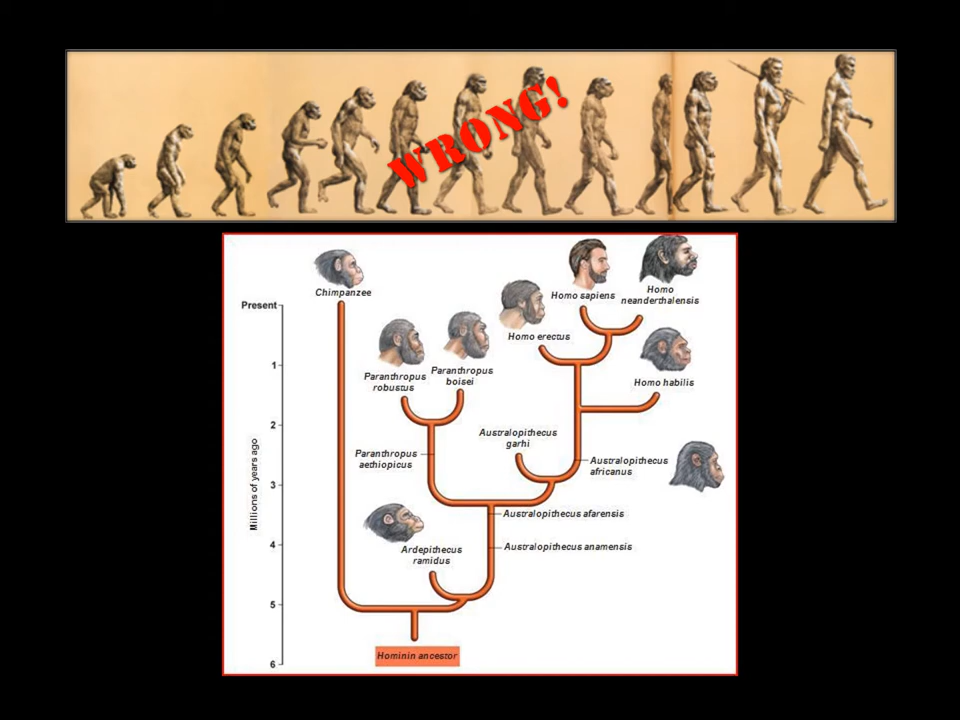 WRONG!
Chimpanzee
Homo sapiens
Homo
neanderthalensis
Present
Homo erectus
1
Paranthropus
robustus
Paranthropus
boisei
Homo habilis
2
Australopithecus
garhi
Paranthropus
aethiopicus
Australopithecus
africanus
Millions of years ago
3
Australopithecus afarensis
4
Ardepithecus
ramidus
Australopithecus anamensis
5
Hominin ancestor
6